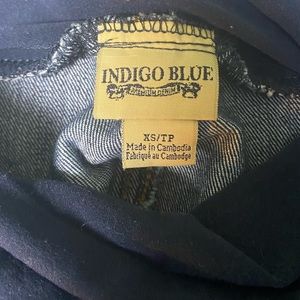 INDIGO BLUE
XS/TP
Made in Cambodia
Fabriqué au Cambodge